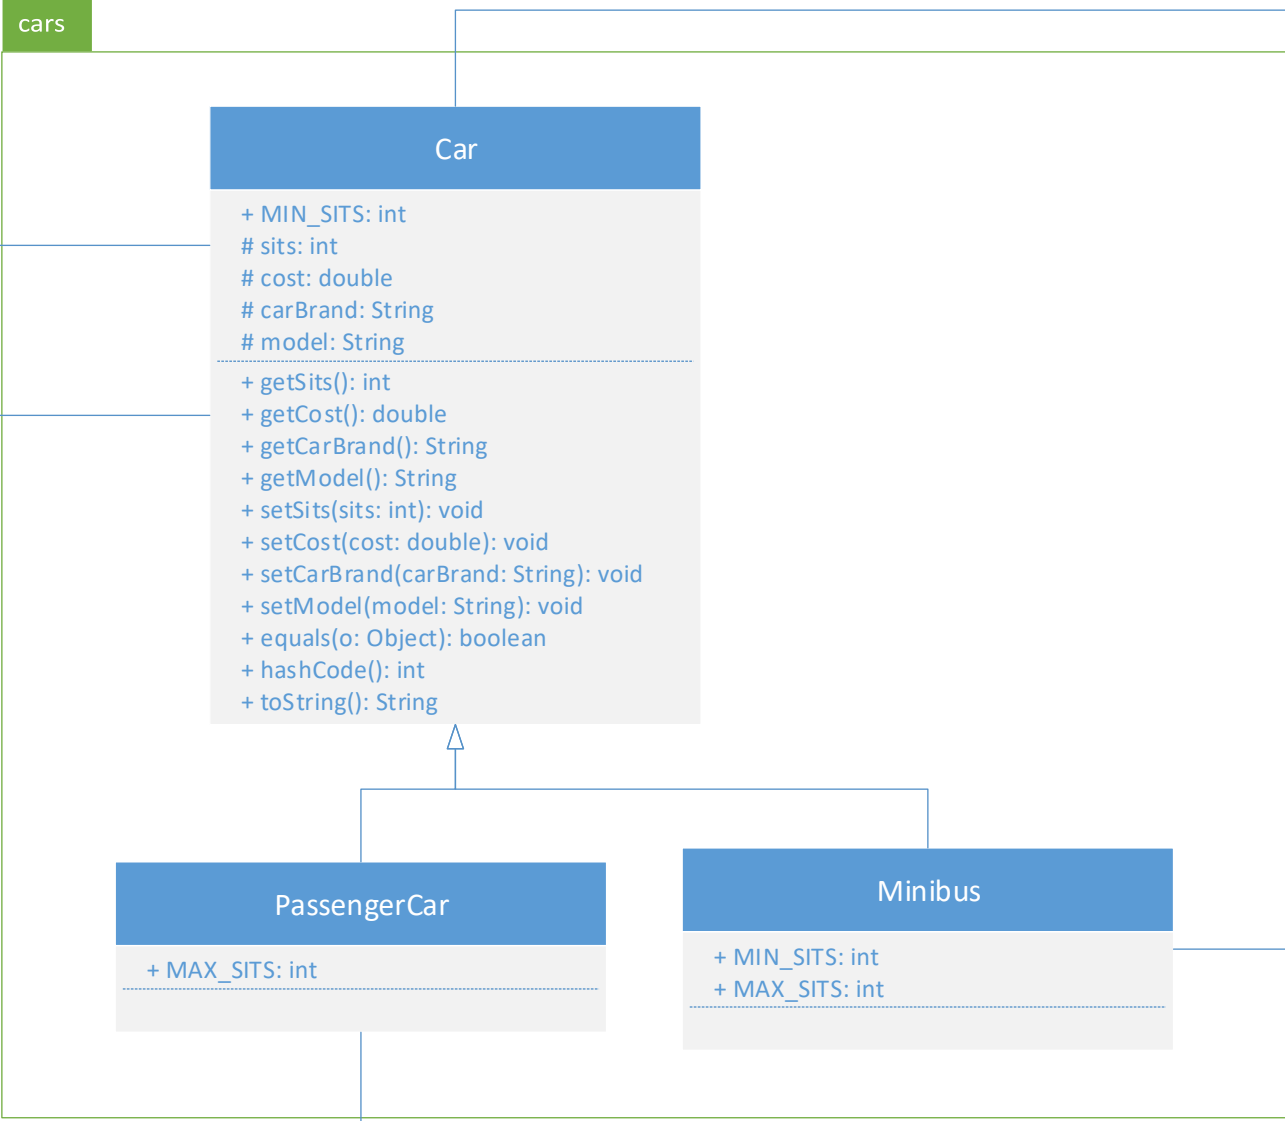 cars
Car
+ MIN_SITS: int
# sits: int
# cost: double
# carBrand: String
# model: String
+ getSits(): int
+ getCost(): double
+ getCarBrand(): String
+ getModel(): String
+ setSits(sits: int): void
+ setCost(cost: double): void
+ setCarBrand(carBrand: String): void
+ setModel(model: String): void
+ equals(o: Object): boolean
+ hashCode(): int
+ toString(): String
PassengerCar
+ MAX_SITS: int
Minibus
+ MIN_SITS: int
+ MAX_SITS: int